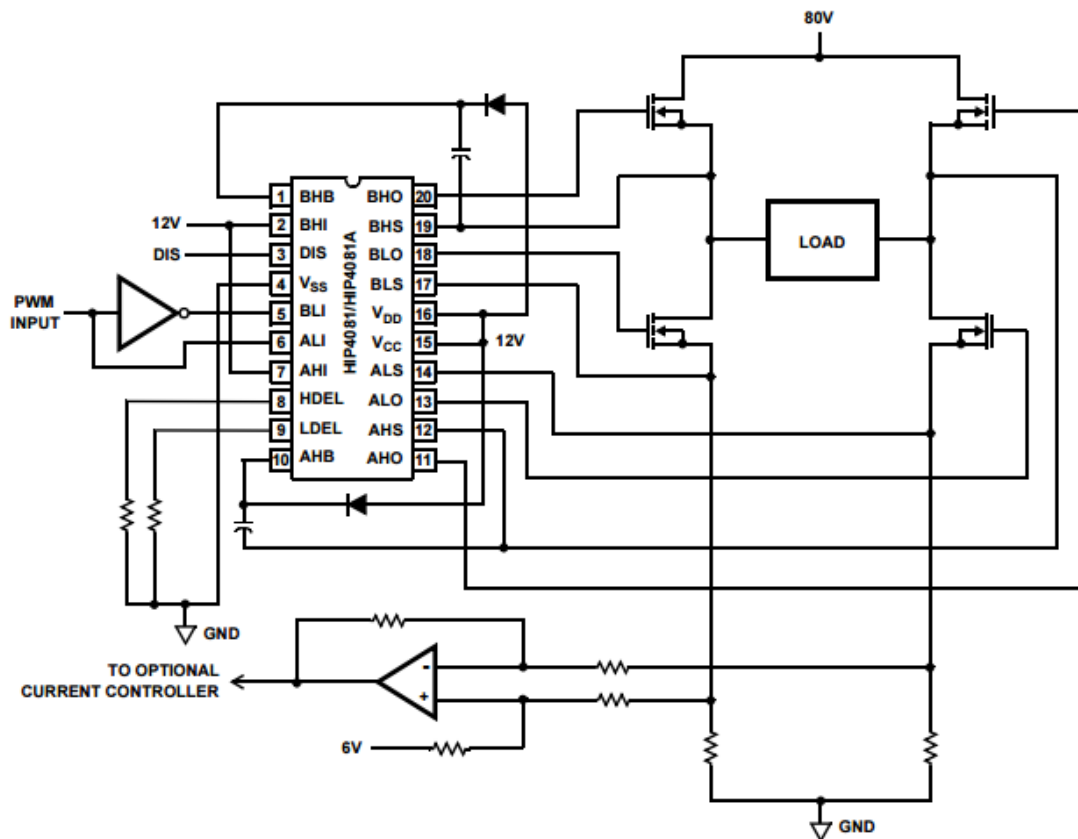 80V
1 BHB BHO 20
12V 2 BHI BHS 19
DIS 3 DIS BLO 18
4 VSS BLS 17
PWM
INPUT
5 BLI VDD 16
6 ALI VCC 15 12V
7 AHI ALS 14
8 HDEL ALO 13
9 LDEL AHS 12
10 AHB AHO 11
HIP4081/HIP4081A
LOAD
GND
TO OPTIONAL
CURRENT CONTROLLER
-
+
6V
GND